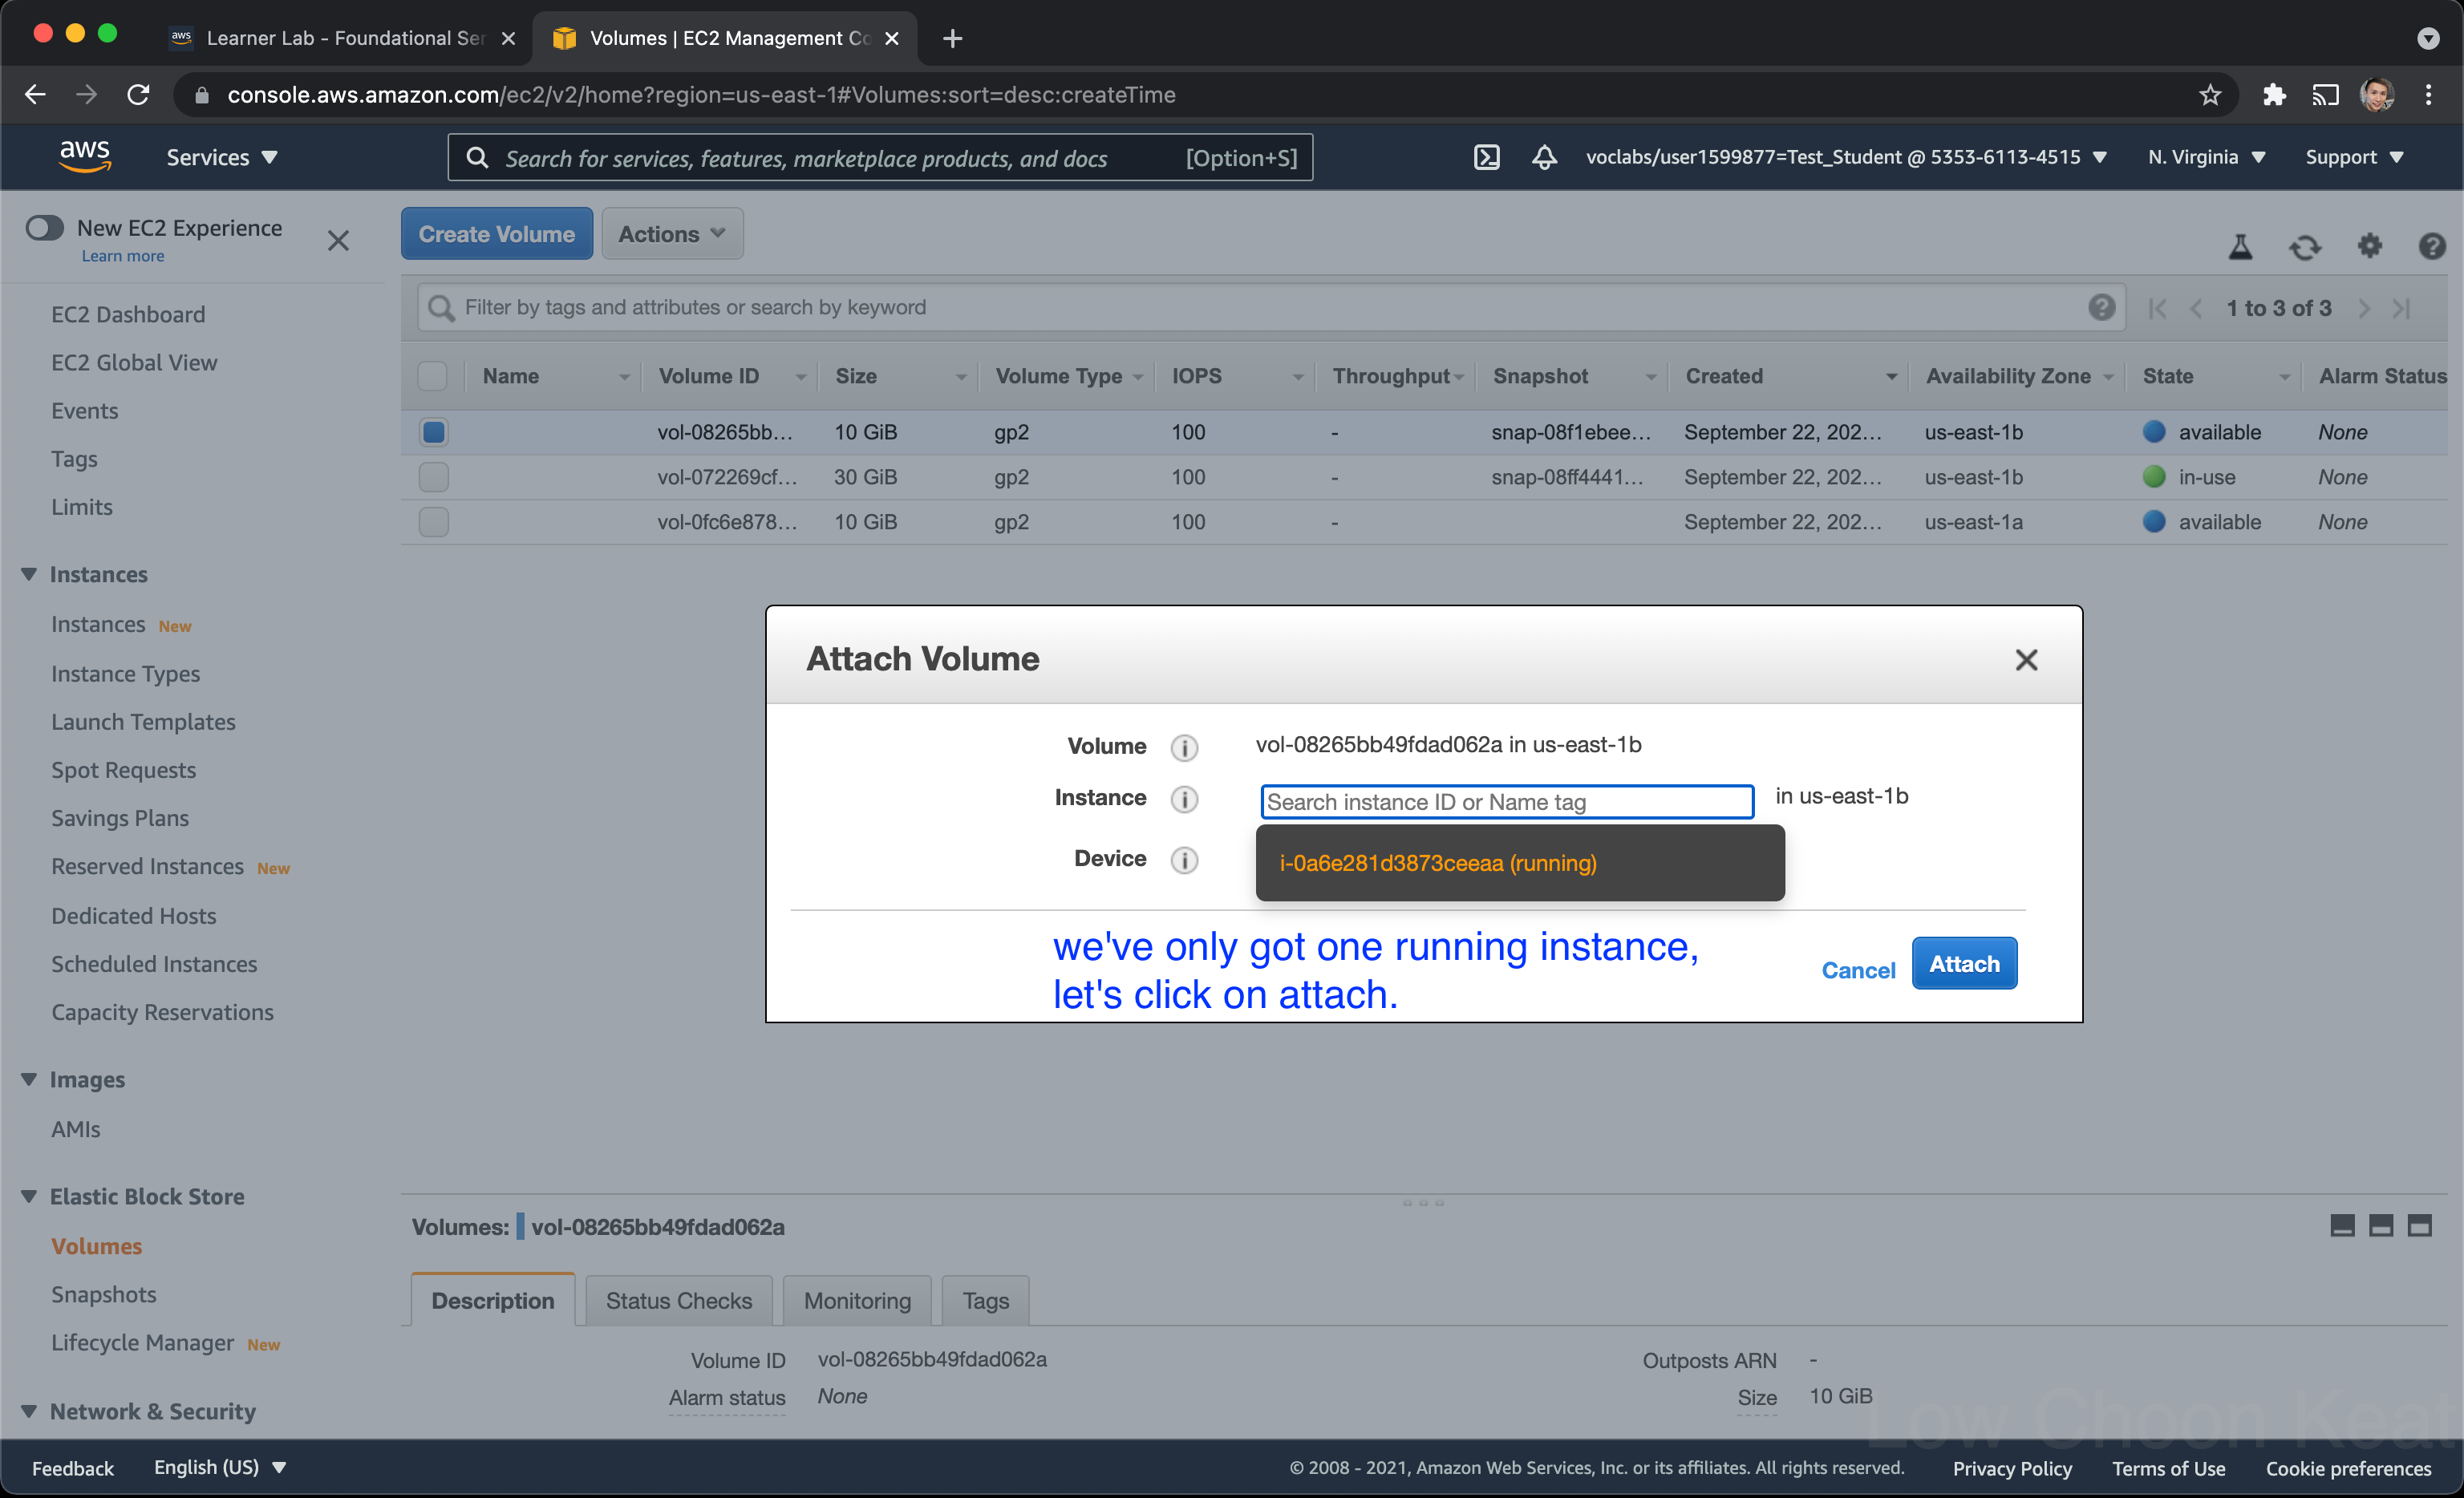 aws Learner Lab - Foundational Ser
Volumes | EC2 Management Co
console.aws.amazon.com/ec2/v2/home?region=us-east-1#Volumes:sort=desc:createTime
aws Services Search for services, features, marketplace products, and docs [Option+S] voclabs/user1599877=Test_Student @ 5353-6113-4515 N. Virginia Support
New EC2 Experience
Learn more
EC2 Dashboard
EC2 Global View
Events
Tags
Limits
Instances
Instances New
Instance Types
Launch Templates
Spot Requests
Savings Plans
Reserved Instances New
Dedicated Hosts
Scheduled Instances
Capacity Reservations
Images
AMIs
Elastic Block Store
Volumes
Snapshots
Lifecycle Manager New
Network & Security
Create Volume Actions
Filter by tags and attributes or search by keyword 1 to 3 of 3
Name Volume ID Size Volume Type IOPS Throughput Snapshot Created Availability Zone State Alarm Status
vol-08265bb... 10 GiB gp2 100 - snap-08f1ebee... September 22, 202... us-east-1b available None
vol-072269cf... 30 GiB gp2 100 - snap-08ff4441... September 22, 202... us-east-1b in-use None
vol-0fc6e878... 10 GiB gp2 100 - September 22, 202... us-east-1a available None
Attach Volume
Volume vol-08265bb49fdad062a in us-east-1b
Instance Search instance ID or Name tag in us-east-1b
Device i-0a6e281d3873ceeaa (running)
we've only got one running instance,
let's click on attach.
Cancel Attach
Volumes: vol-08265bb49fdad062a
Description Status Checks Monitoring Tags
Volume ID vol-08265bb49fdad062a Outposts ARN -
Alarm status None Size 10 GiB
Low Choon Keat
Feedback English (US) © 2008 - 2021, Amazon Web Services, Inc. or its affiliates. All rights reserved. Privacy Policy Terms of Use Cookie preferences